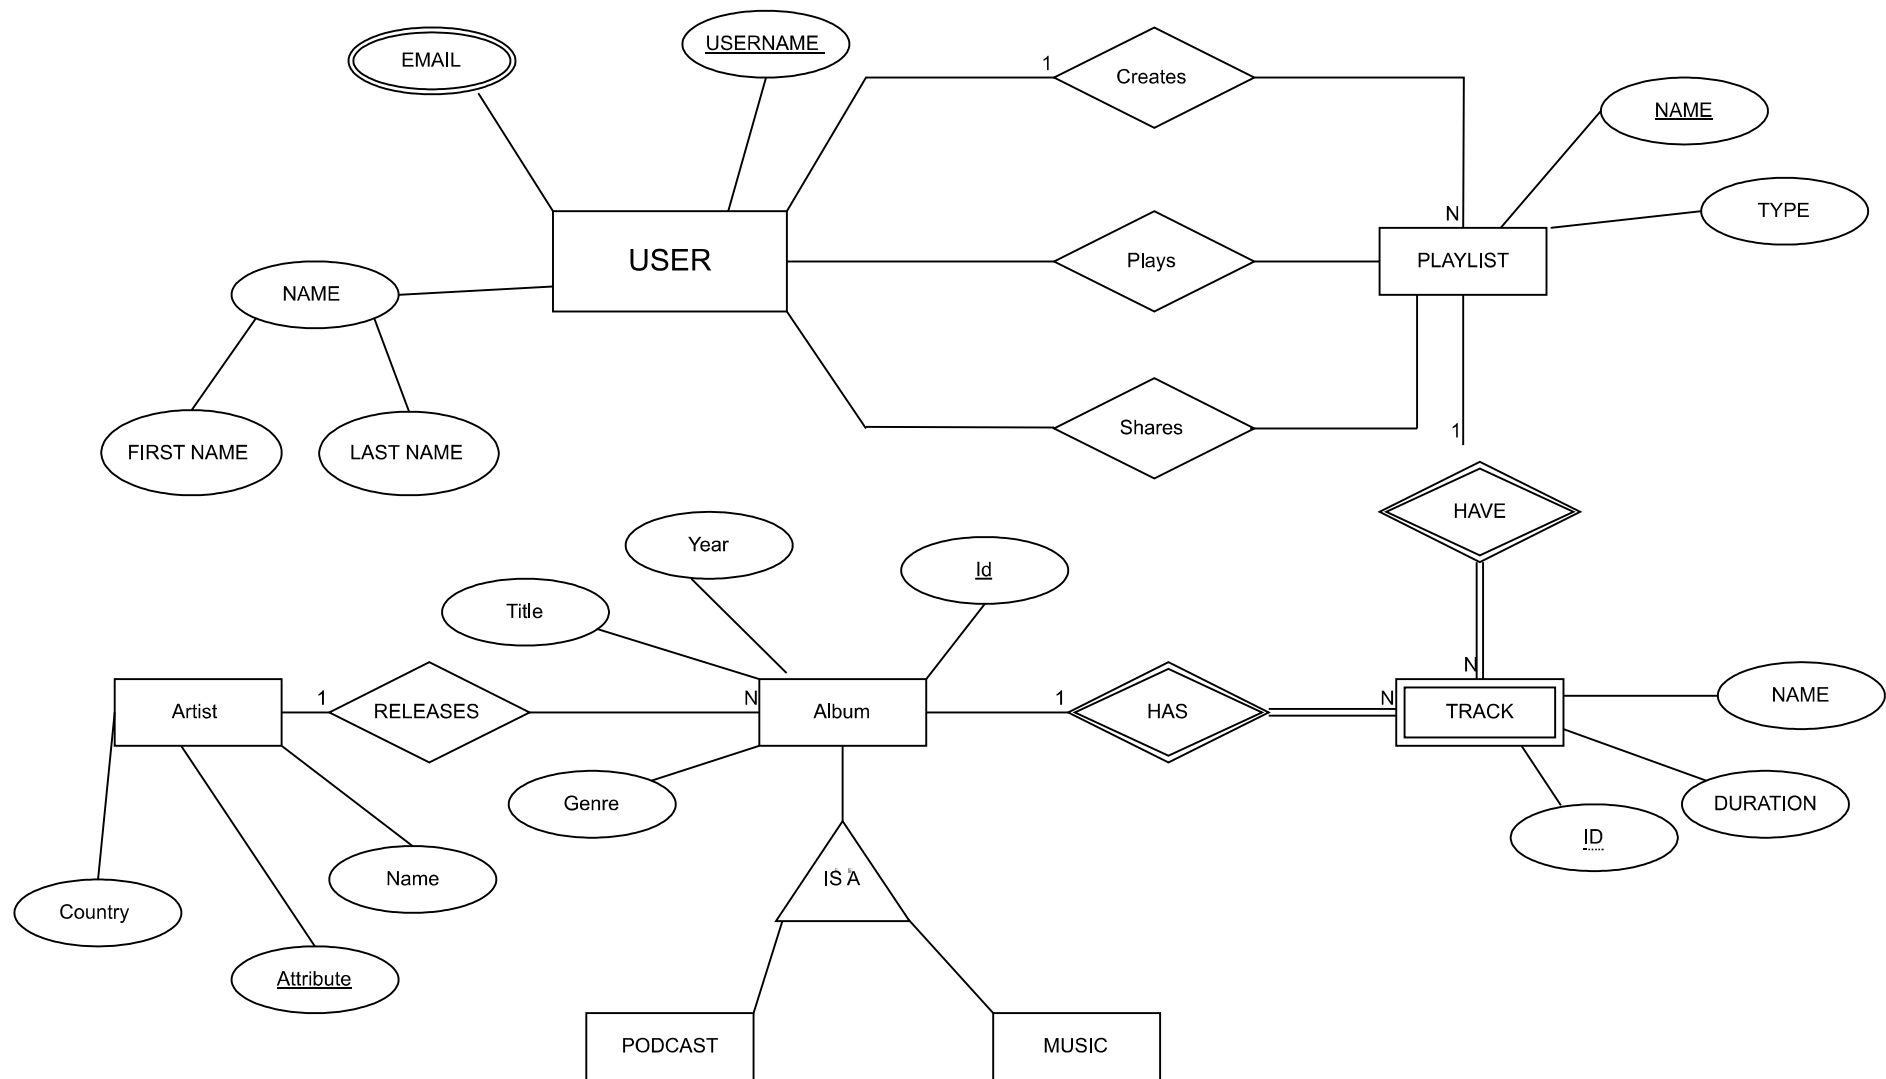 EMAIL
USERNAME
1
Creates
NAME
TYPE
N
USER
Plays
PLAYLIST
NAME
FIRST NAME
LAST NAME
Shares
1
HAVE
Year
Id
Title
N
Artist
1
RELEASES
N
Album
1
HAS
N
TRACK
NAME
Genre
DURATION
ID
Name
IS A
Country
Attribute
PODCAST
MUSIC